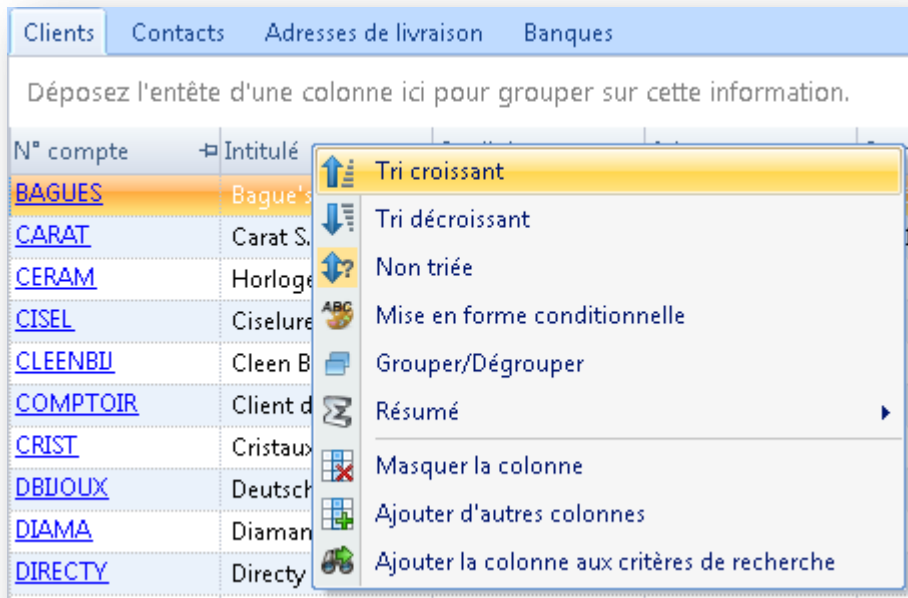 Clients Contacts Adresses de livraison Banques
Déposez l'entête d'une colonne ici pour grouper sur cette information.
N° compte Intitulé
BAGUES Bague's
CARAT Carat S.
CERAM Horloge
CISEL Ciselure
CLEENBIJ Cleen B
COMPTOIR Client d
CRIST Cristaux
DBIJOUX Deutsch
DIAMA Diaman
DIRECTY Directy
Tri croissant
Tri décroissant
Non triée
ABC Mise en forme conditionnelle
Grouper/Dégrouper
Résumé
Masquer la colonne
Ajouter d'autres colonnes
Ajouter la colonne aux critères de recherche